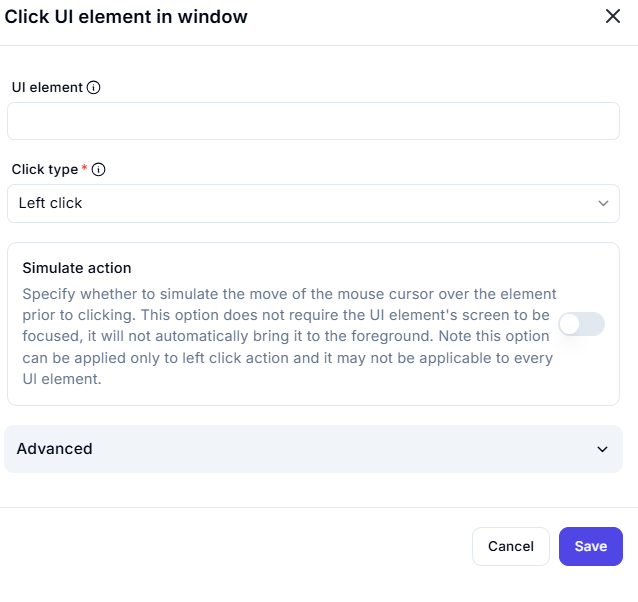 Click UI element in window
UI element
Click type *
Left click
Simulate action
Specify whether to simulate the move of the mouse cursor over the element
prior to clicking. This option does not require the UI element's screen to be
focused, it will not automatically bring it to the foreground. Note this option
can be applied only to left click action and it may not be applicable to every
UI element.
Advanced
Cancel
Save